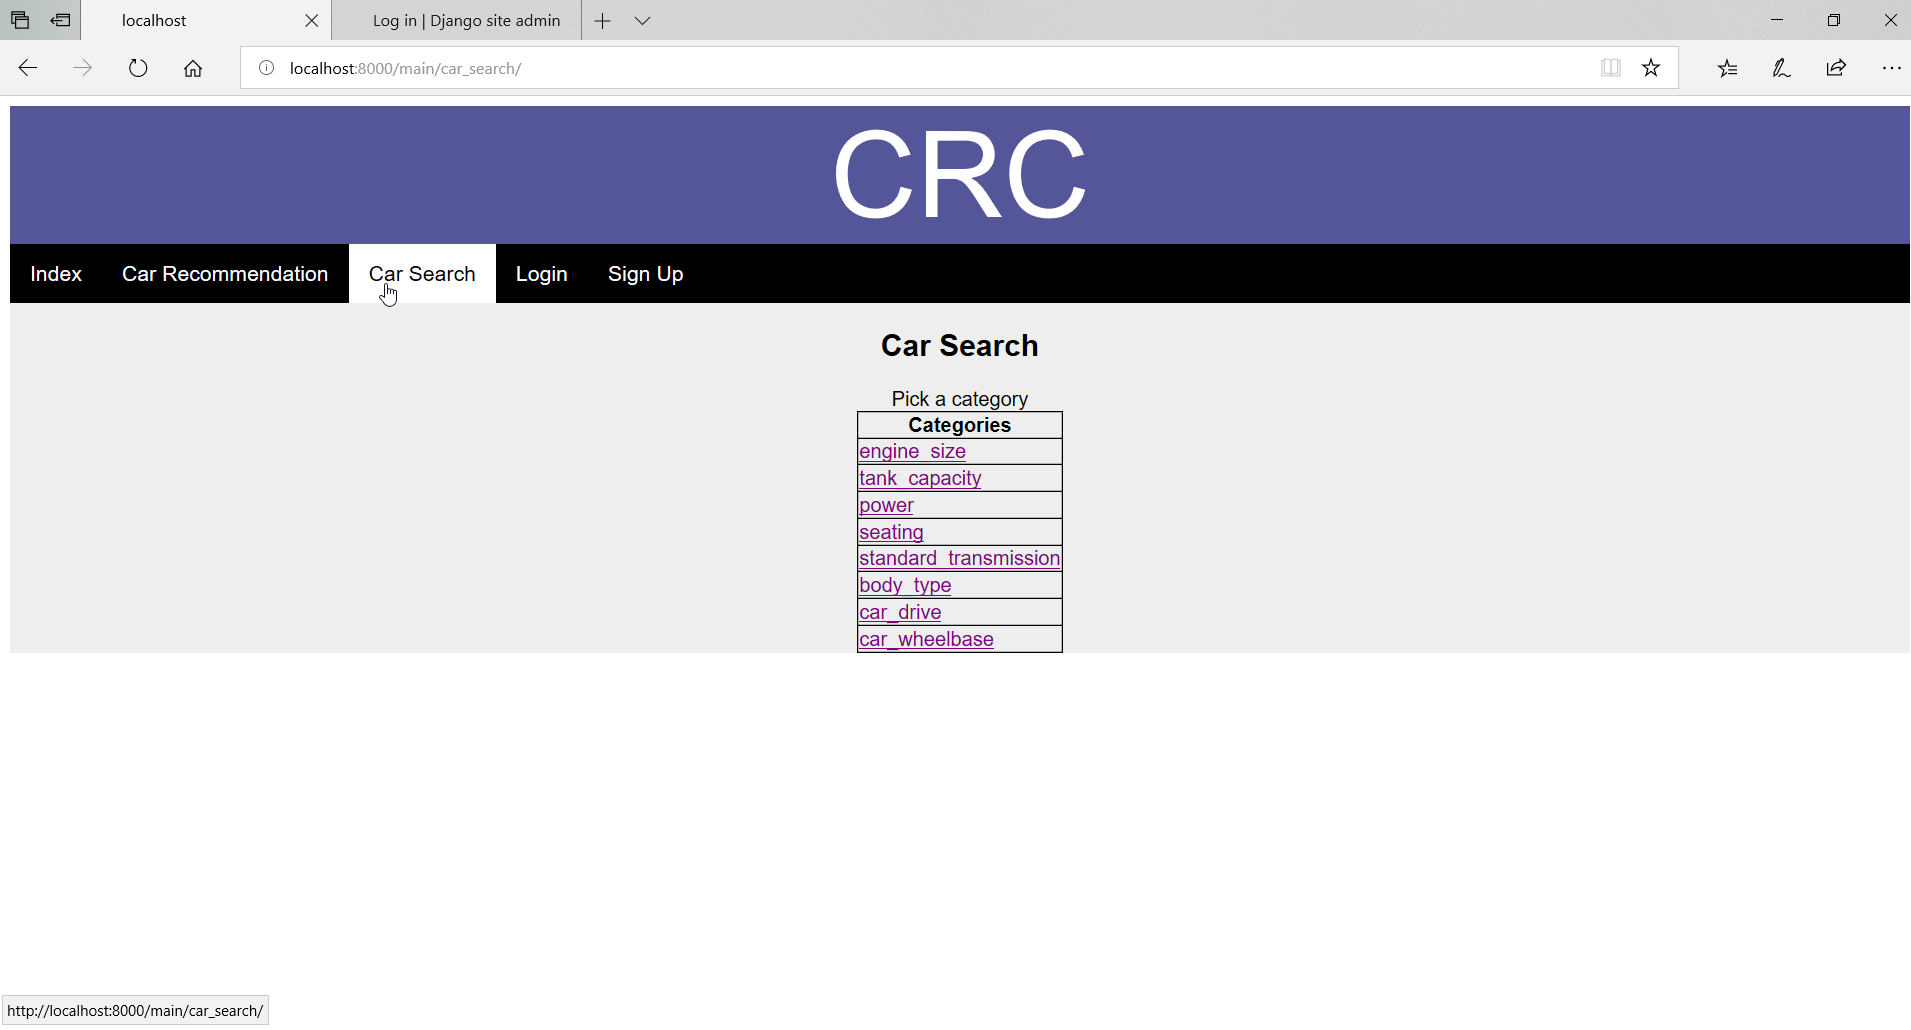 localhost
Log in | Django site admin
localhost:8000/main/car_search/
CRC
Index Car Recommendation Car Search Login Sign Up
Car Search
Pick a category
Categories
engine_size
tank_capacity
power
seating
standard_transmission
body_type
car_drive
car_wheelbase
http://localhost:8000/main/car_search/